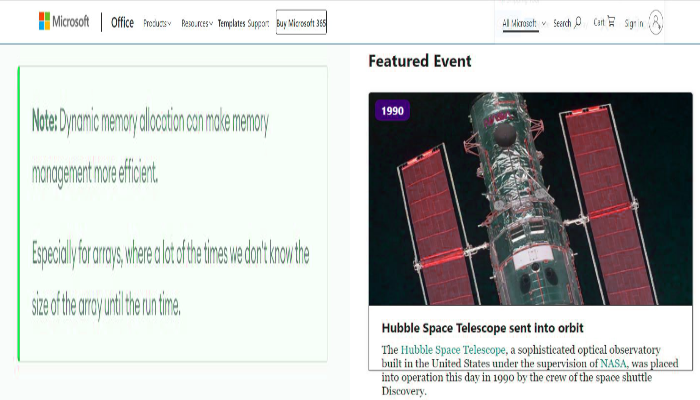 Microsoft Office Products Resources Templates Support Buy Microsoft 365 All Microsoft Search Cart Sign in
Note: Dynamic memory allocation can make memory
management more efficient.
Especially for arrays, where a lot of the times we don't know the
size of the array until the run time.
Featured Event
1990
Hubble Space Telescope sent into orbit
The Hubble Space Telescope, a sophisticated optical observatory
built in the United States under the supervision of NASA, was placed
into operation this day in 1990 by the crew of the space shuttle
Discovery.